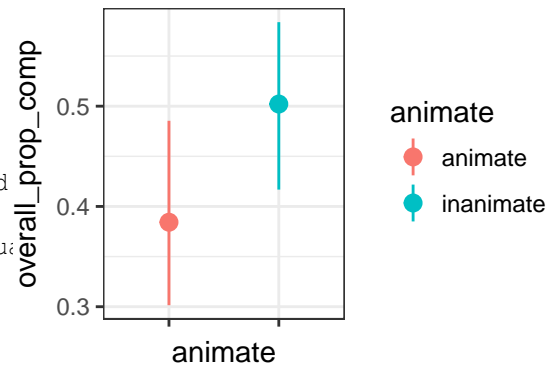 overall_prop_comp
0.5
0.4
0.3
animate
animate
animate
inanimate